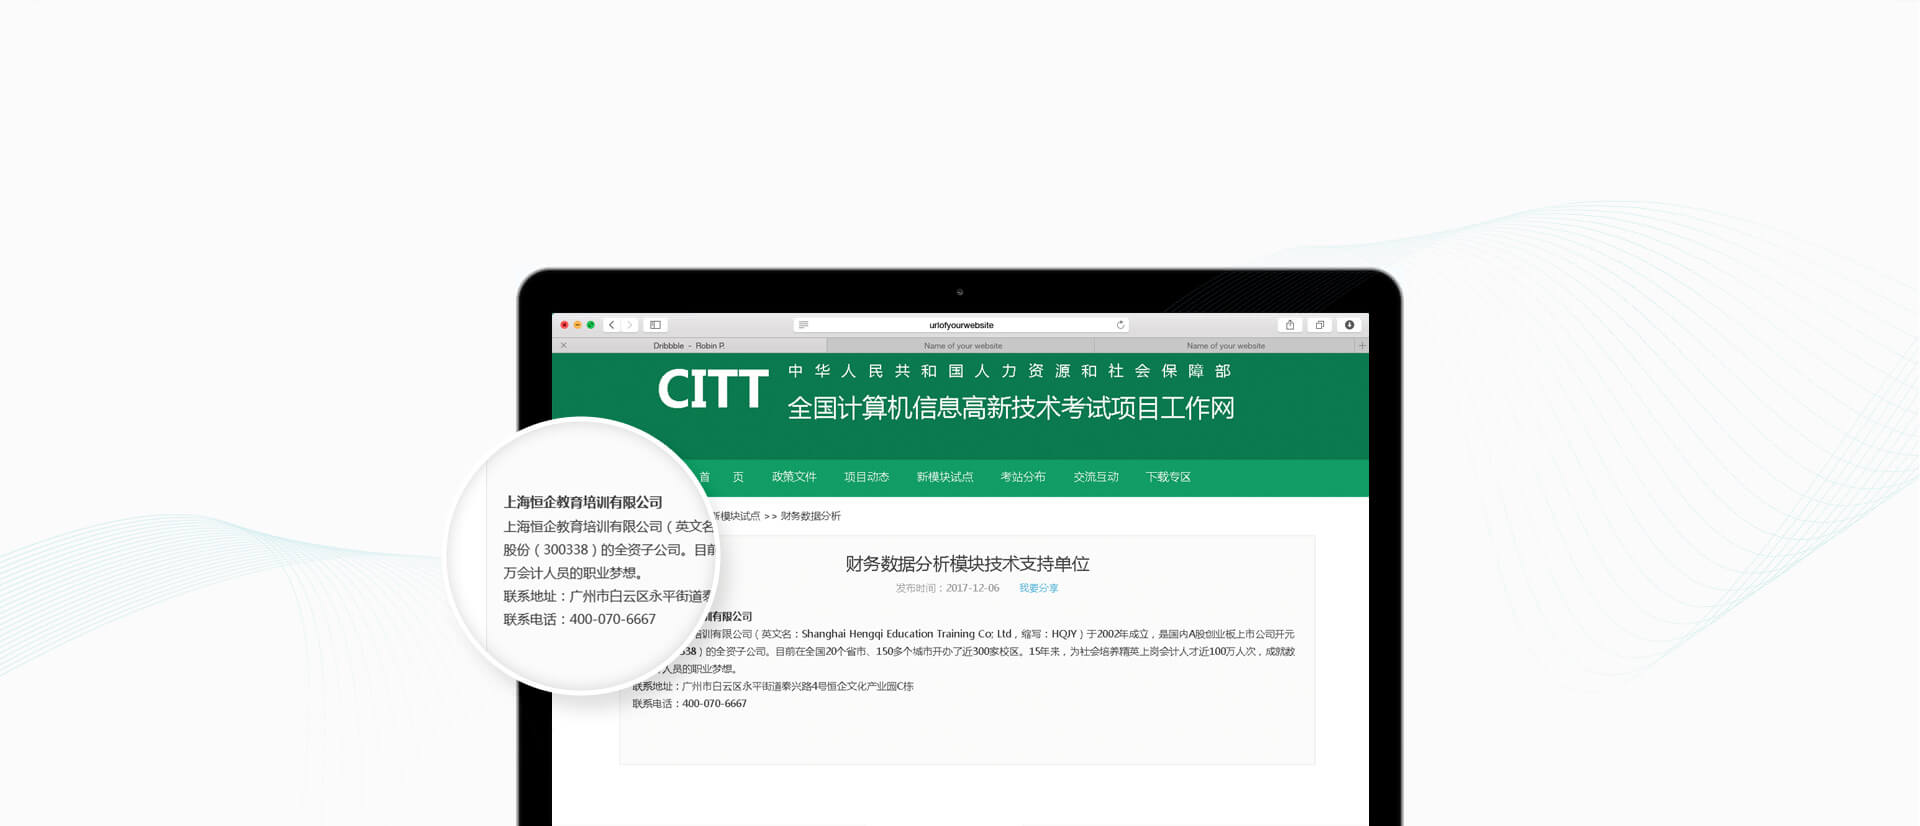 urlofyourwebsite
Dribbble - Robin P.
Name of your website
Name of your website
CITT
中华人民共和国人力资源和社会保障部
全国计算机信息高新技术考试项目工作网
首 页 政策文件 项目动态 新模块试点 考站分布 交流互动 下载专区
新模块试点 >> 财务数据分析
财务数据分析模块技术支持单位
发布时间：2017-12-06 我要分享
训有限公司
培训有限公司（英文名：Shanghai Hengqi Education Training Co; Ltd，缩写：HQJY）于2002年成立，是国内A股创业板上市公司开元
38）的全资子公司。目前在全国20个省市、150多个城市开办了近300家校区。15年来，为社会培养精英上岗会计人才近100万人次，成就数
人员的职业梦想。
联系地址：广州市白云区永平街道秦兴路4号恒企文化产业园C栋
联系电话：400-070-6667
上海恒企教育培训有限公司
上海恒企教育培训有限公司（英文名
股份（300338）的全资子公司。目前
万会计人员的职业梦想。
联系地址：广州市白云区永平街道秦
联系电话：400-070-6667